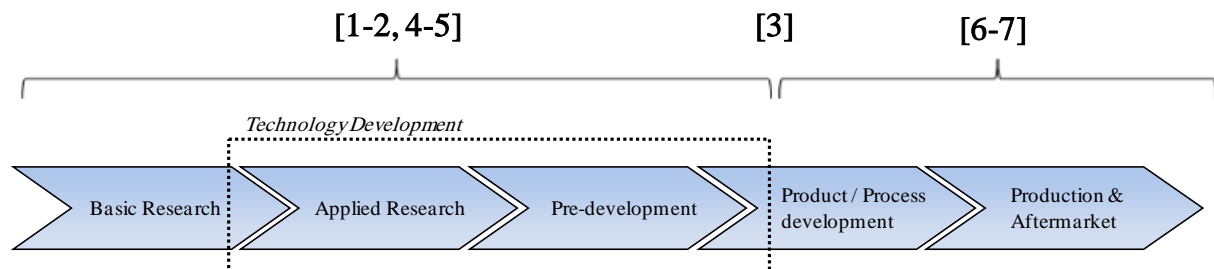 [1-2, 4-5]
[3]
[6-7]
Technology Development
Basic Research
Applied Research
Pre-development
Product / Process
development
Production &
Aftermarket